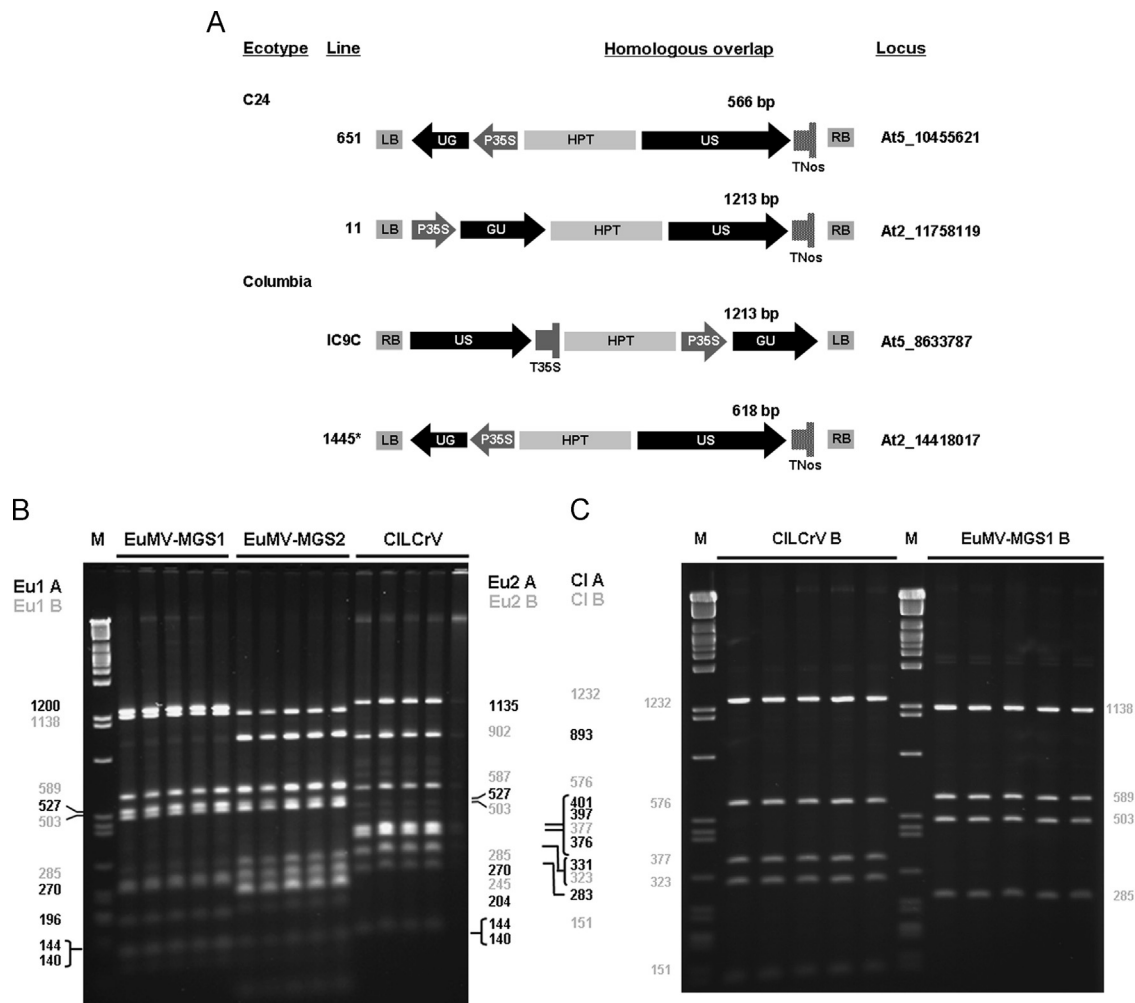 A
Ecotype Line Homologous overlap Locus
C24
566 bp
651 LB UG P35S HPT US TNos RB At5_10455621
1213 bp
11 LB P35S GU HPT US TNos RB At2_11758119
Columbia
1213 bp
IC9C RB US T35S HPT P35S GU LB At5_8633787
618 bp
1445* LB UG P35S HPT US TNos RB At2_14418017
B
M EuMV-MGS1 EuMV-MGS2 ClLCrV
Eu1 A
Eu1 B
1200
1138
589
527
503
285
270
196
144
140
Eu2 A
Eu2 B
1135
902
893
587
527
503
285
270
245
204
144
140
Cl A
Cl B
1232
576
401
397
377
376
331
323
283
151
C
M ClLCrV B M EuMV-MGS1 B
1232
576
377
323
151
1138
589
503
285